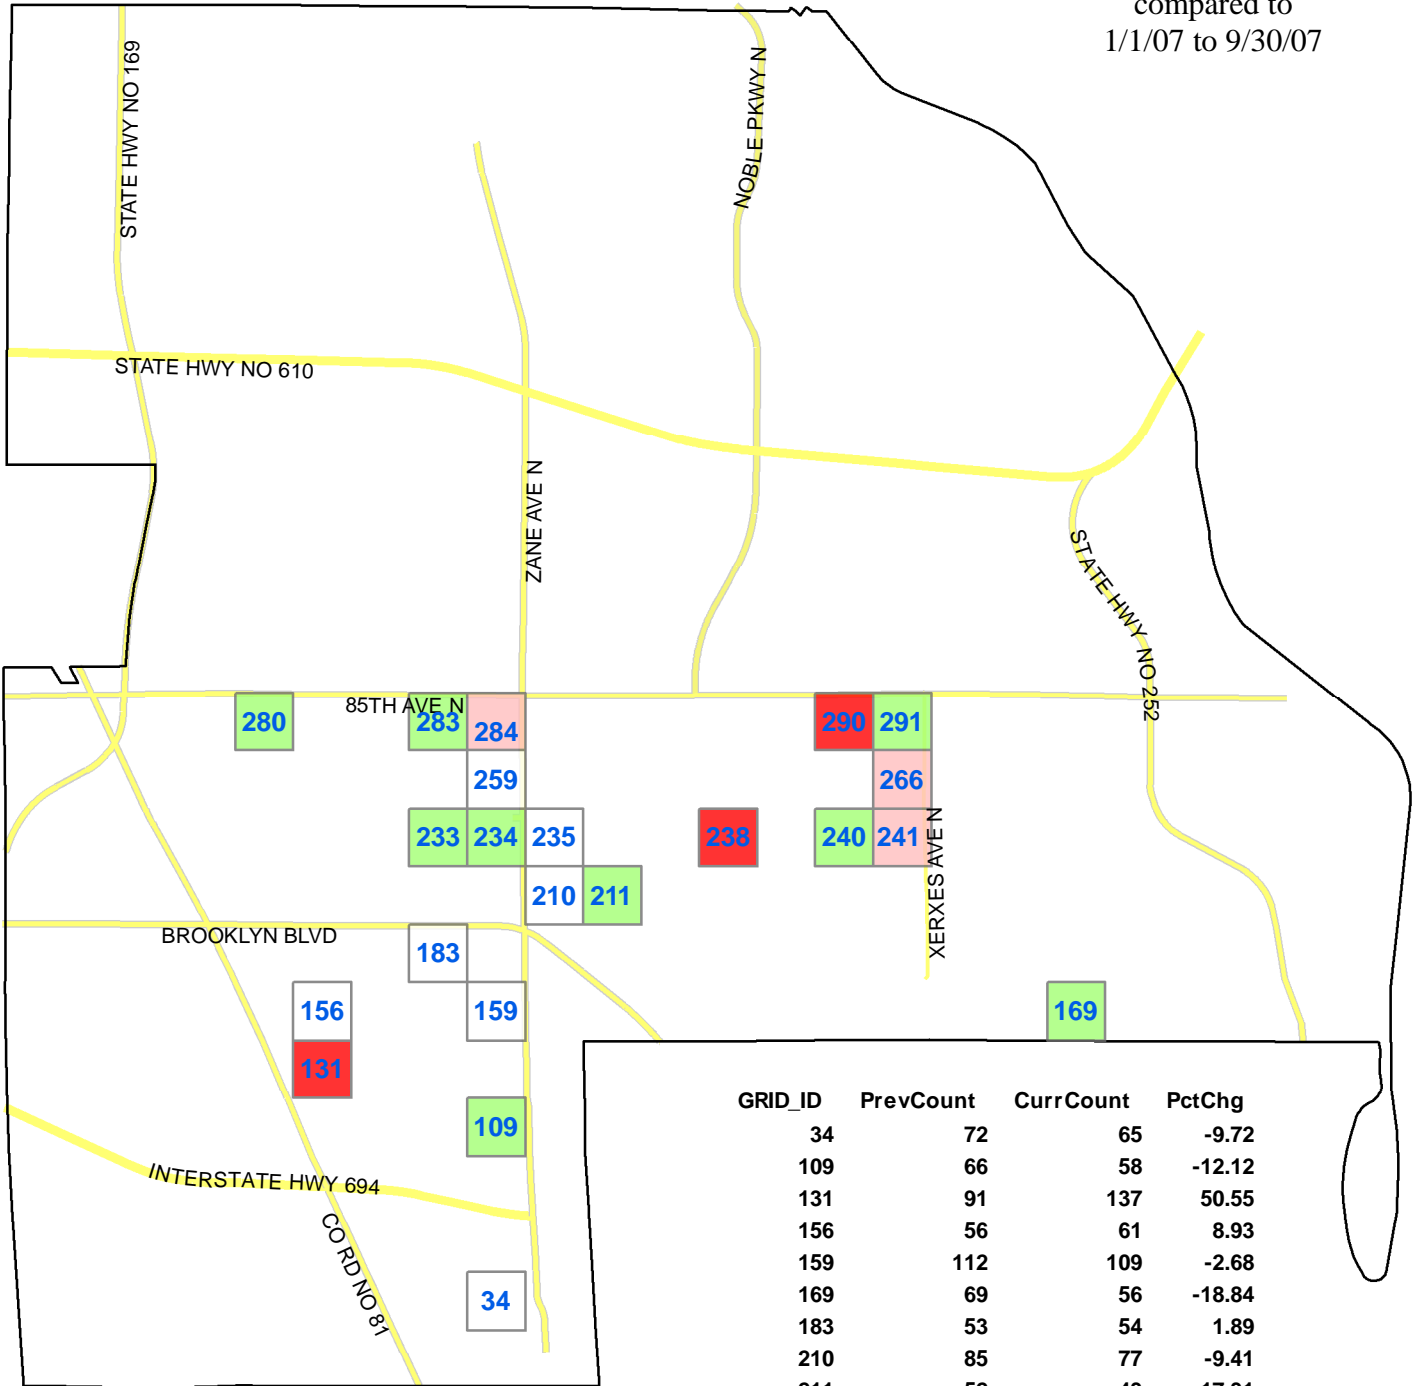 compared to
1/1/07 to 9/30/07
STATE HWY NO 169
NOBLE PKWY N
STATE HWY NO 610
ZANE AVE N
STATE HWY NO 252
85TH AVE N
280
283
284
290
291
259
266
233
234
235
238
240
241
XERXES AVE N
210
211
BROOKLYN BLVD
183
156
159
169
131
109
INTERSTATE HWY 694
CO RD NO 81
34
GRID_ID PrevCount CurrCount PctChg
34 72 65 -9.72
109 66 58 -12.12
131 91 137 50.55
156 56 61 8.93
159 112 109 -2.68
169 69 56 -18.84
183 53 54 1.89
210 85 77 -9.41